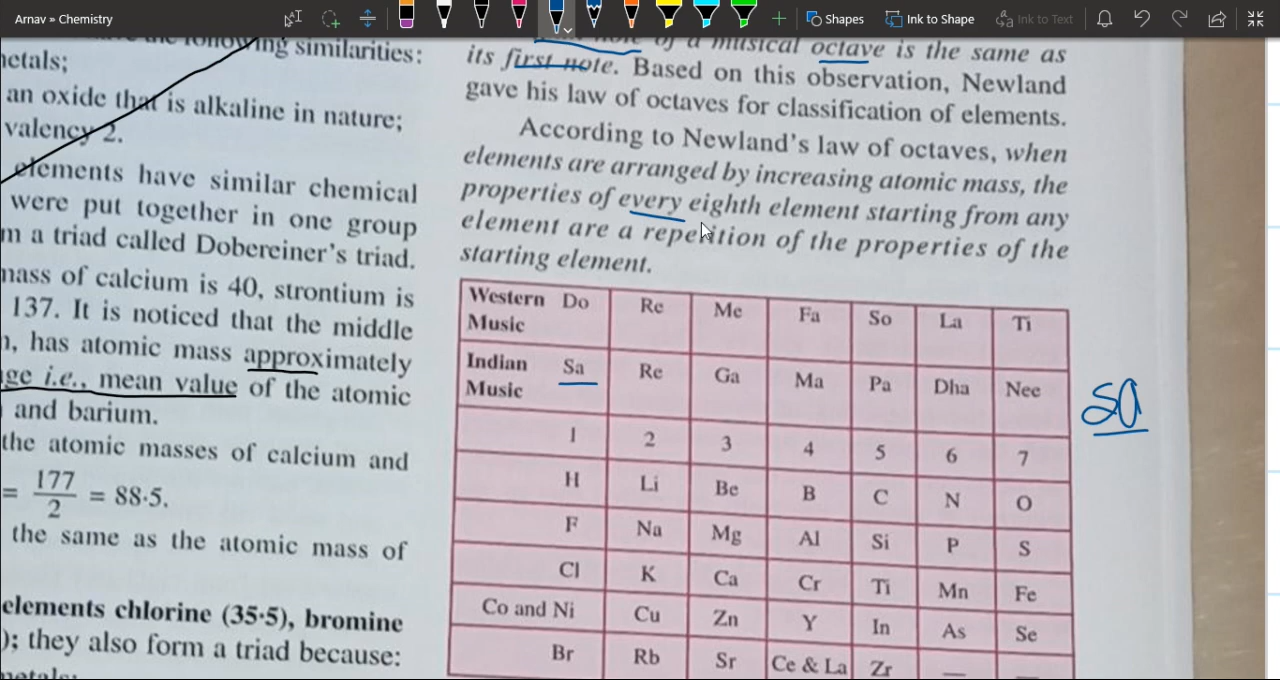 Arnav » Chemistry
Shapes
Ink to Shape
Ink to Text
the following similarities:
metals;
an oxide that is alkaline in nature;
valency 2.
elements have similar chemical
were put together in one group
a triad called Dobereiner's triad.
mass of calcium is 40, strontium is
137. It is noticed that the middle
, has atomic mass approximately
i.e., mean value of the atomic
and barium.
the atomic masses of calcium and
= 177/2 = 88·5.
the same as the atomic mass of
elements chlorine (35·5), bromine
); they also form a triad because:
of a musical octave is the same as
its first note. Based on this observation, Newland
gave his law of octaves for classification of elements.
According to Newland's law of octaves, when
elements are arranged by increasing atomic mass, the
properties of every eighth element starting from any
element are a repetition of the properties of the
starting element.
Western Music Do Re Me Fa So La Ti
Indian Music Sa Re Ga Ma Pa Dha Nee
1 2 3 4 5 6 7
H Li Be B C N O
F Na Mg Al Si P S
Cl K Ca Cr Ti Mn Fe
Co and Ni Cu Zn Y In As Se
Br Rb Sr Ce & La Zr — —
sa